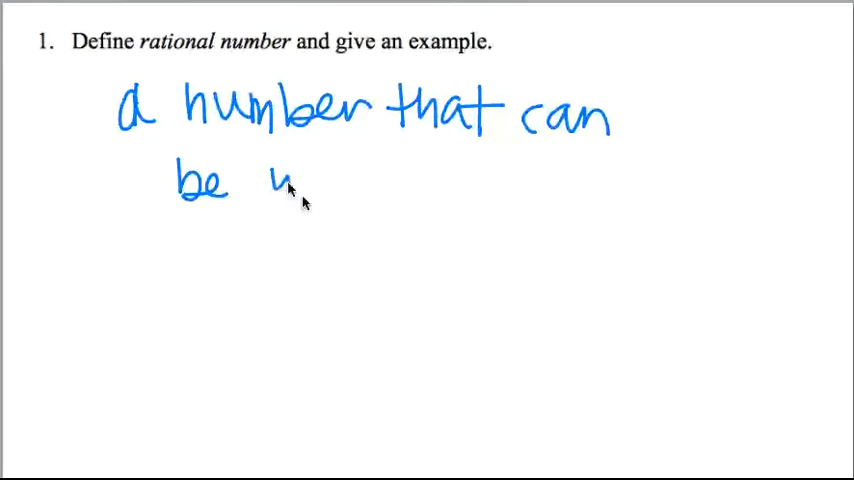 1. Define rational number and give an example.
a number that can
be